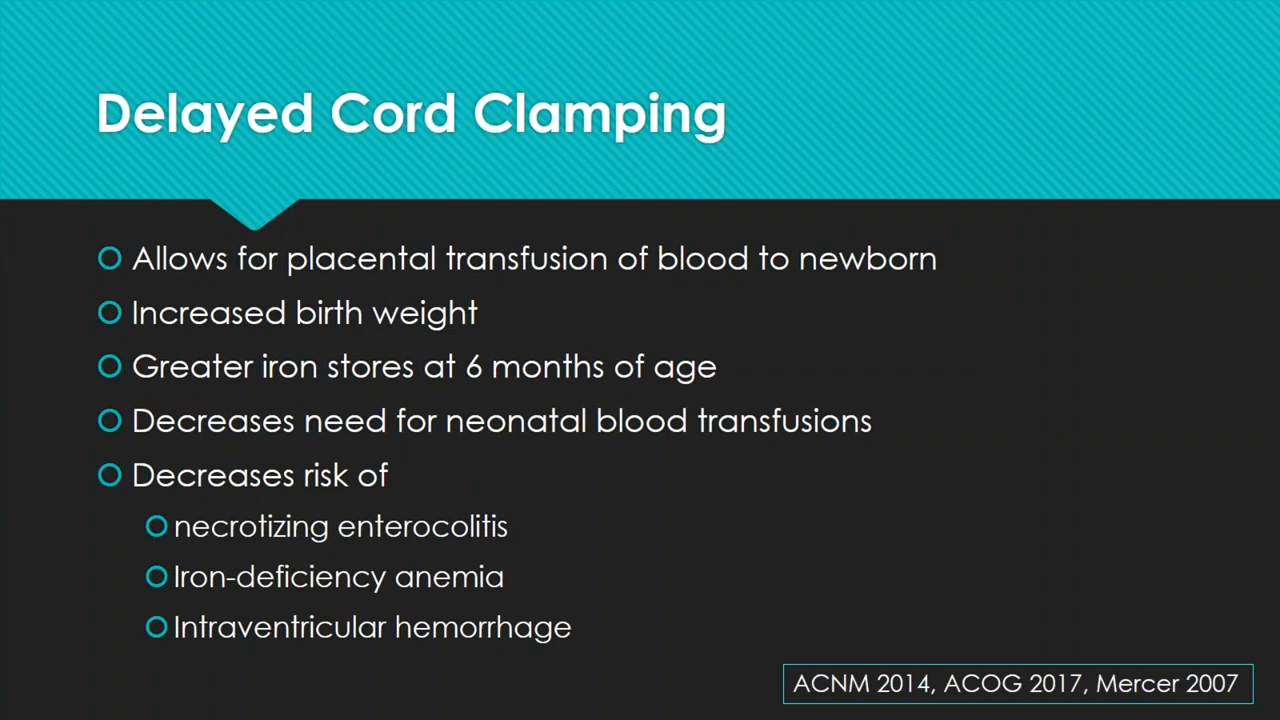 Delayed Cord Clamping
Allows for placental transfusion of blood to newborn
Increased birth weight
Greater iron stores at 6 months of age
Decreases need for neonatal blood transfusions
Decreases risk of
necrotizing enterocolitis
Iron-deficiency anemia
Intraventricular hemorrhage
ACNM 2014, ACOG 2017, Mercer 2007